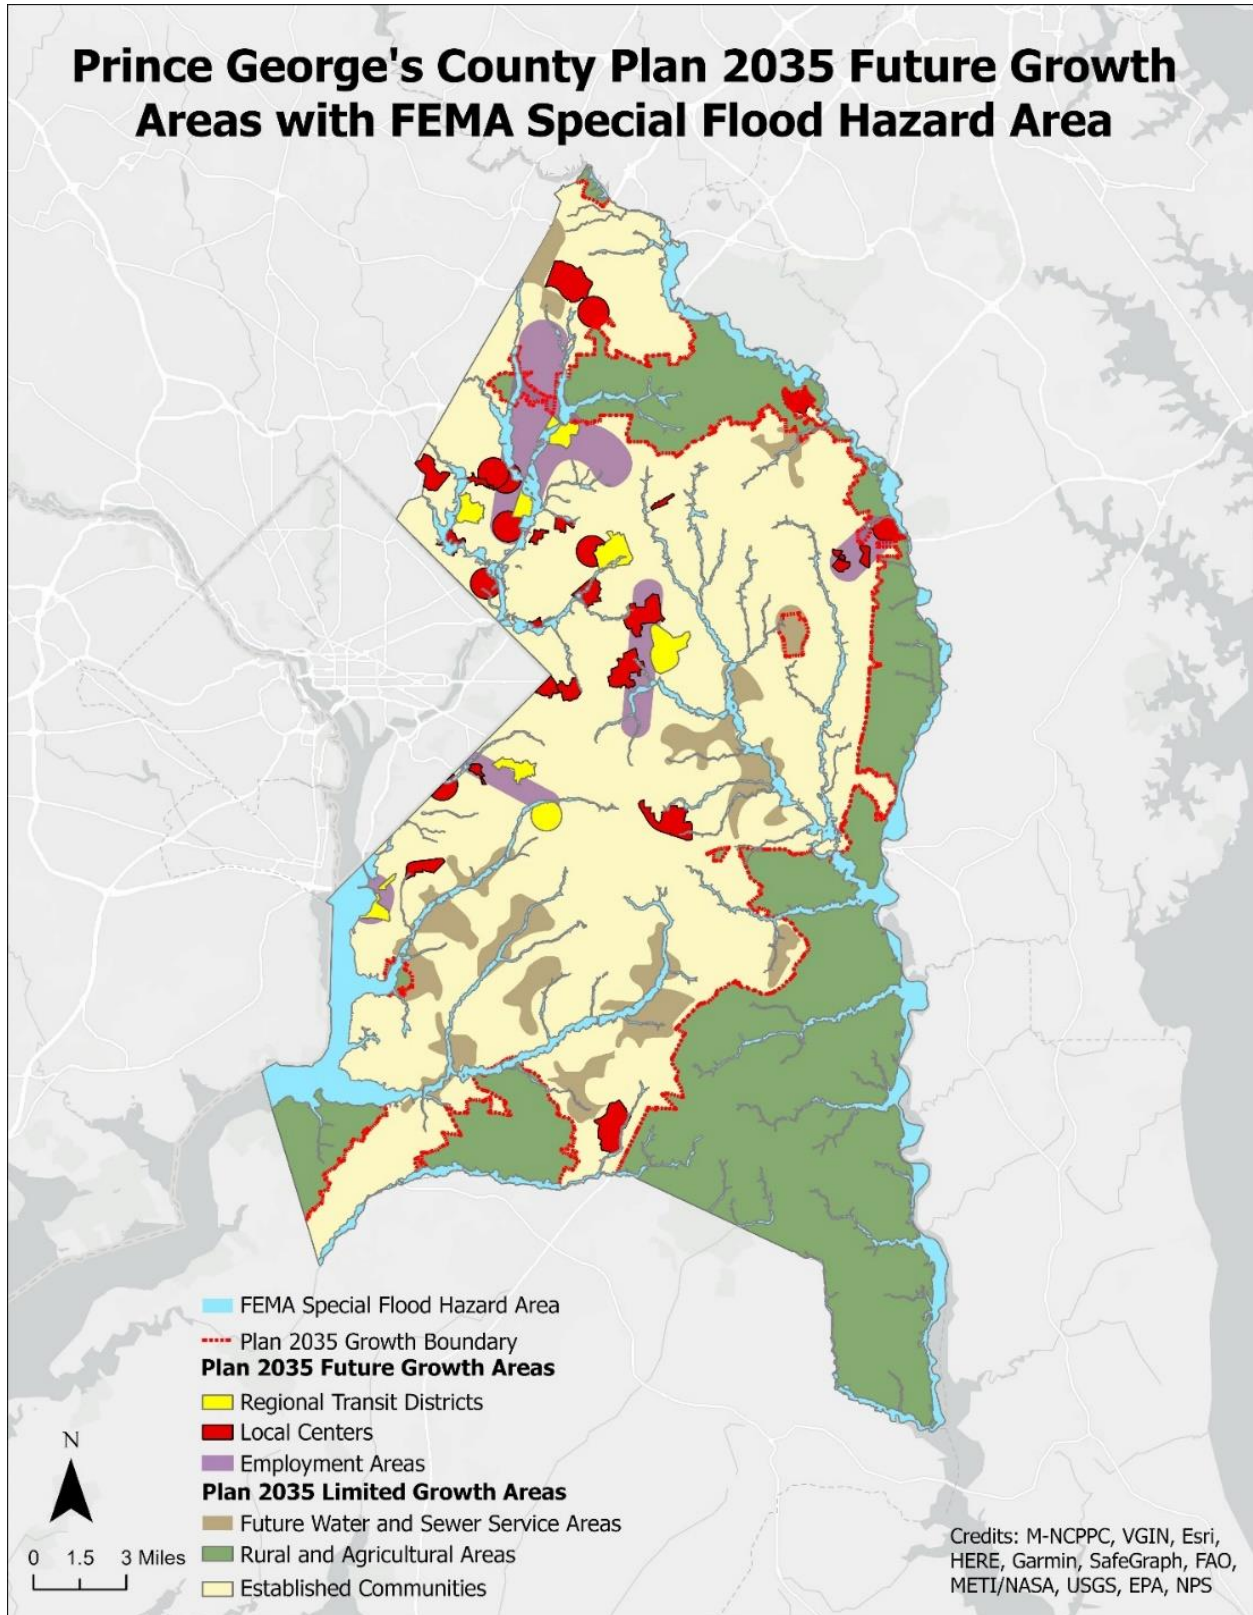 Prince George's County Plan 2035 Future Growth
Areas with FEMA Special Flood Hazard Area
FEMA Special Flood Hazard Area
Plan 2035 Growth Boundary
Plan 2035 Future Growth Areas
Regional Transit Districts
Local Centers
Employment Areas
Plan 2035 Limited Growth Areas
Future Water and Sewer Service Areas
Rural and Agricultural Areas
Established Communities
N
0 1.5 3 Miles
Credits: M-NCPPC, VGIN, Esri,
HERE, Garmin, SafeGraph, FAO,
METI/NASA, USGS, EPA, NPS